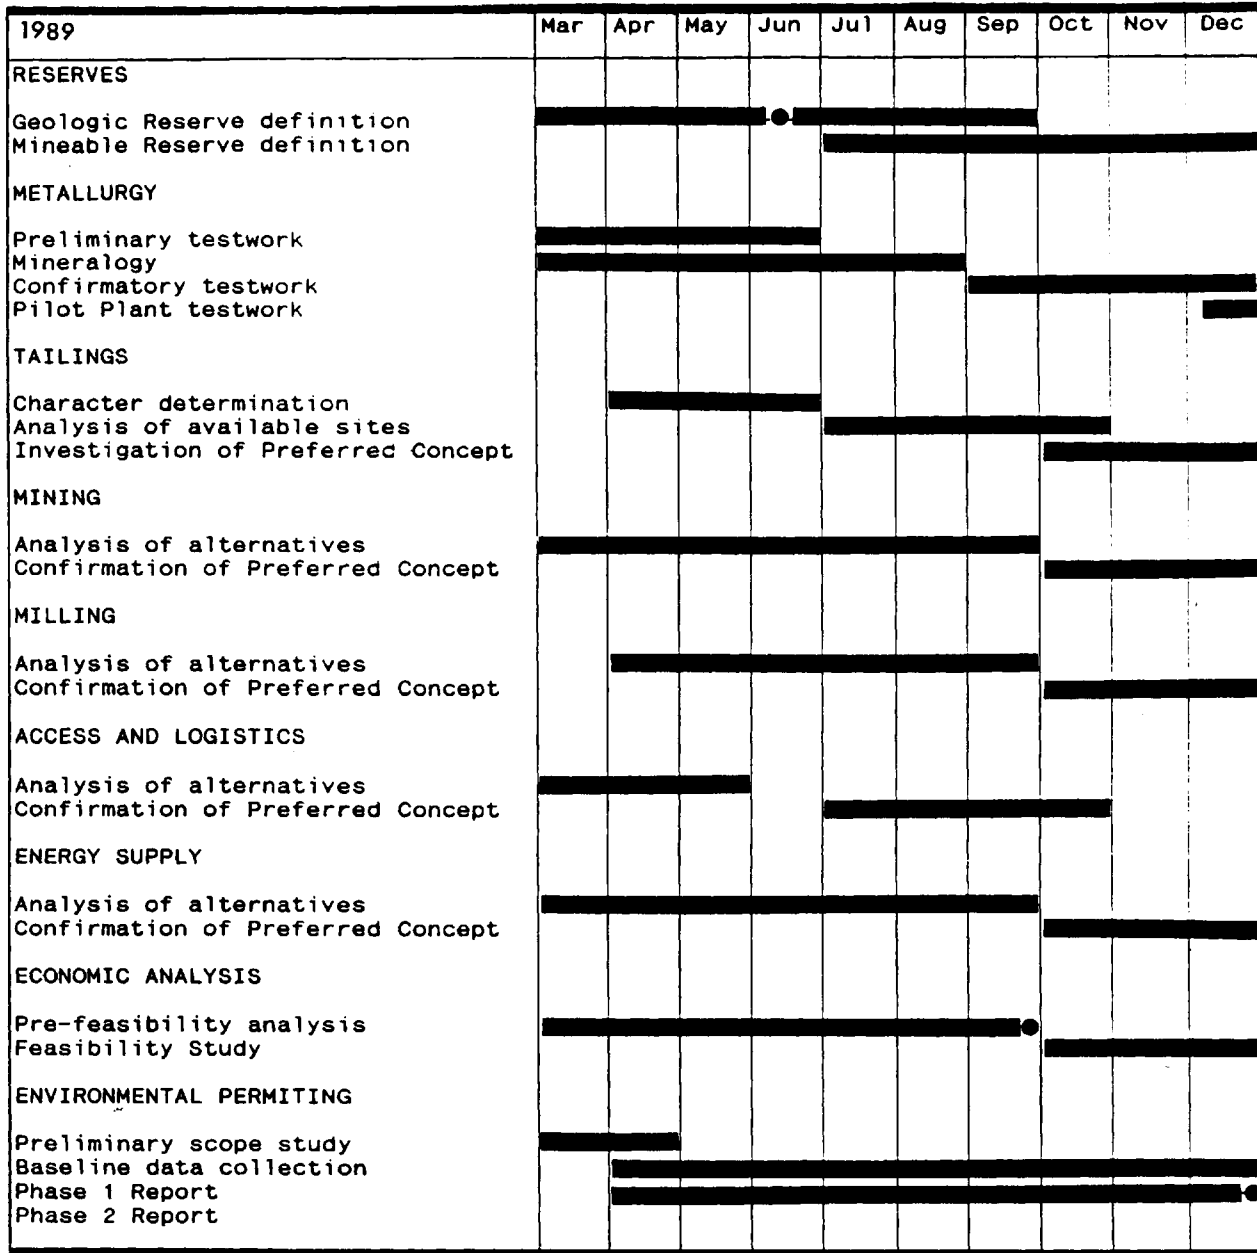 1989 Mar Apr May Jun Jul Aug Sep Oct Nov Dec
RESERVES
Geologic Reserve definition
Mineable Reserve definition
METALLURGY
Preliminary testwork
Mineralogy
Confirmatory testwork
Pilot Plant testwork
TAILINGS
Character determination
Analysis of available sites
Investigation of Preferred Concept
MINING
Analysis of alternatives
Confirmation of Preferred Concept
MILLING
Analysis of alternatives
Confirmation of Preferred Concept
ACCESS AND LOGISTICS
Analysis of alternatives
Confirmation of Preferred Concept
ENERGY SUPPLY
Analysis of alternatives
Confirmation of Preferred Concept
ECONOMIC ANALYSIS
Pre-feasibility analysis
Feasibility Study
ENVIRONMENTAL PERMITING
Preliminary scope study
Baseline data collection
Phase 1 Report
Phase 2 Report